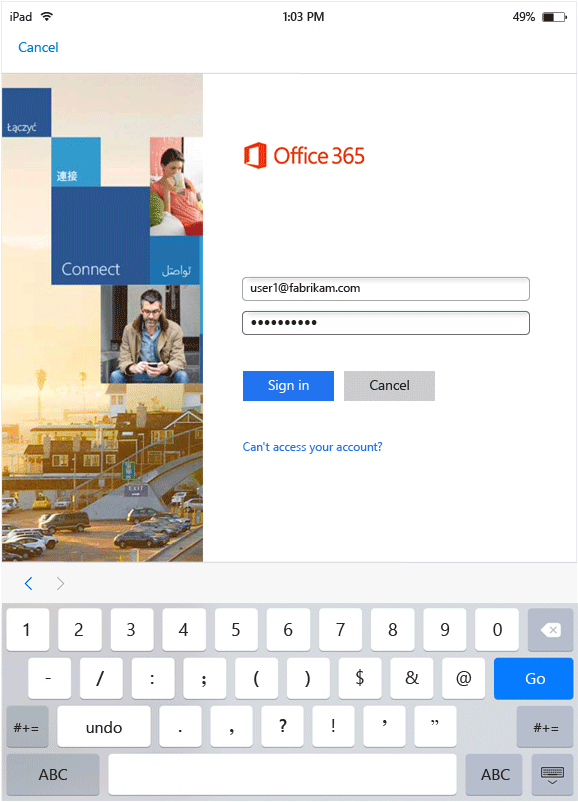 iPad 1:03 PM 49%
Cancel
Łączyć
連接
Connect
تواصَل
Office 365
user1@fabrikam.com
••••••••••
Sign in Cancel
Can't access your account?
EXIT
1 2 3 4 5 6 7 8 9 0
- / : ; ( ) $ & @ Go
#+= undo . , ? ! ’ ” #+=
ABC ABC